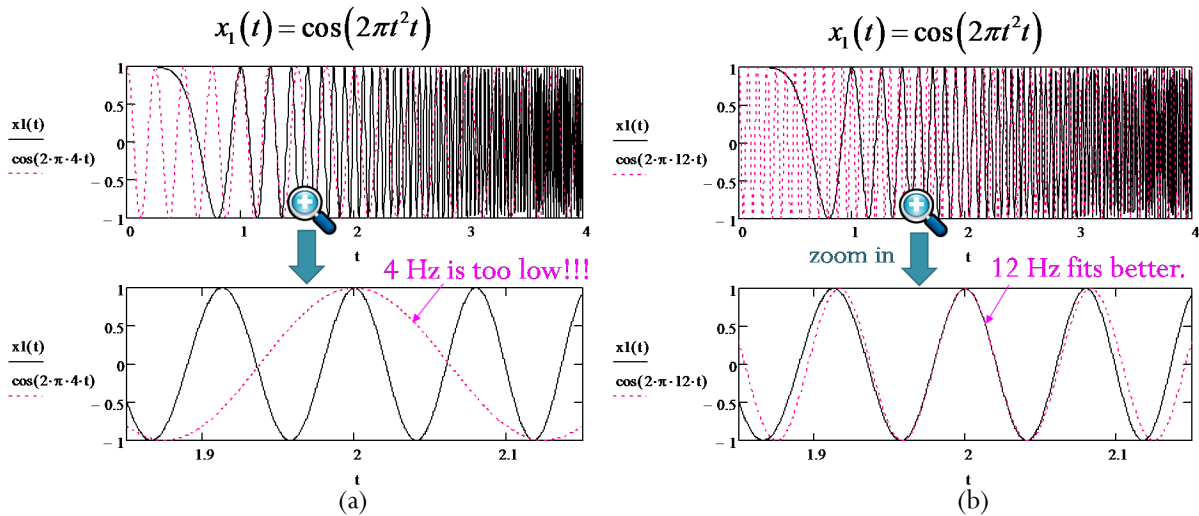 x₁(t) = cos(2πt²t)
1
0.5
0
− 0.5
− 1
x1(t)
cos(2·π·4·t)
0
1
2
3
4
t
4 Hz is too low!!!
1
0.5
0
− 0.5
− 1
x1(t)
cos(2·π·4·t)
1.9
2
2.1
t
(a)
x₁(t) = cos(2πt²t)
1
0.5
0
− 0.5
− 1
x1(t)
cos(2·π·12·t)
0
1
2
3
4
t
zoom in
12 Hz fits better.
1
0.5
0
− 0.5
− 1
x1(t)
cos(2·π·12·t)
1.9
2
2.1
t
(b)